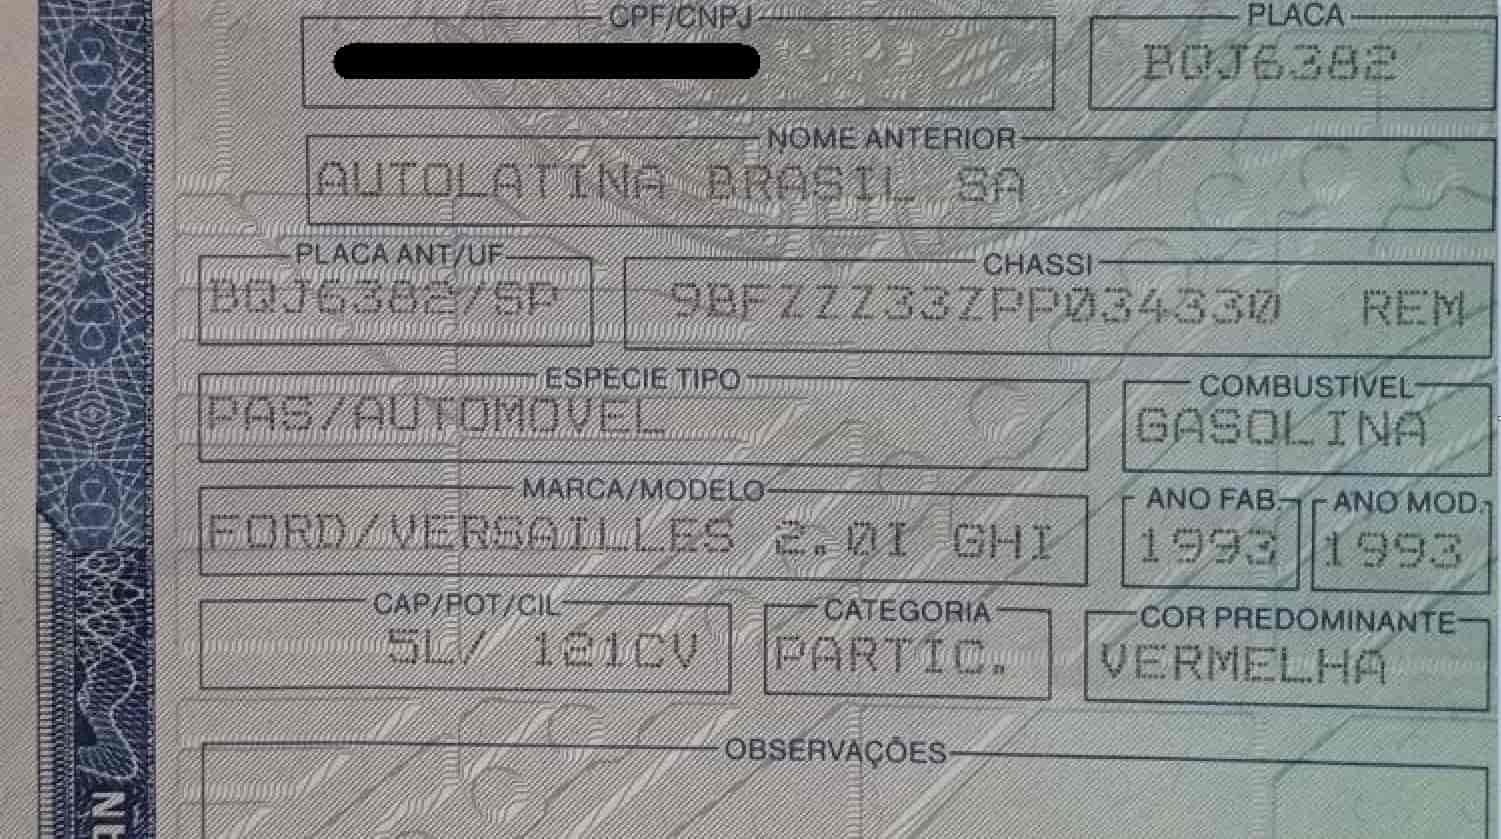 CPF/CNPJ
PLACA
BQJ6382
NOME ANTERIOR
AUTOLATINA BRASIL SA
PLACA ANT/UF
BQJ6382/SP
CHASSI
9BFZZZ33ZPP034330 REM
ESPÉCIE TIPO
PAS/AUTOMOVEL
COMBUSTÍVEL
GASOLINA
MARCA/MODELO
FORD/VERSAILLES 2.0I GHI
ANO FAB.
1993
ANO MOD.
1993
CAP/POT/CIL
5L/ 121CV
CATEGORIA
PARTIC.
COR PREDOMINANTE
VERMELHA
OBSERVAÇÕES